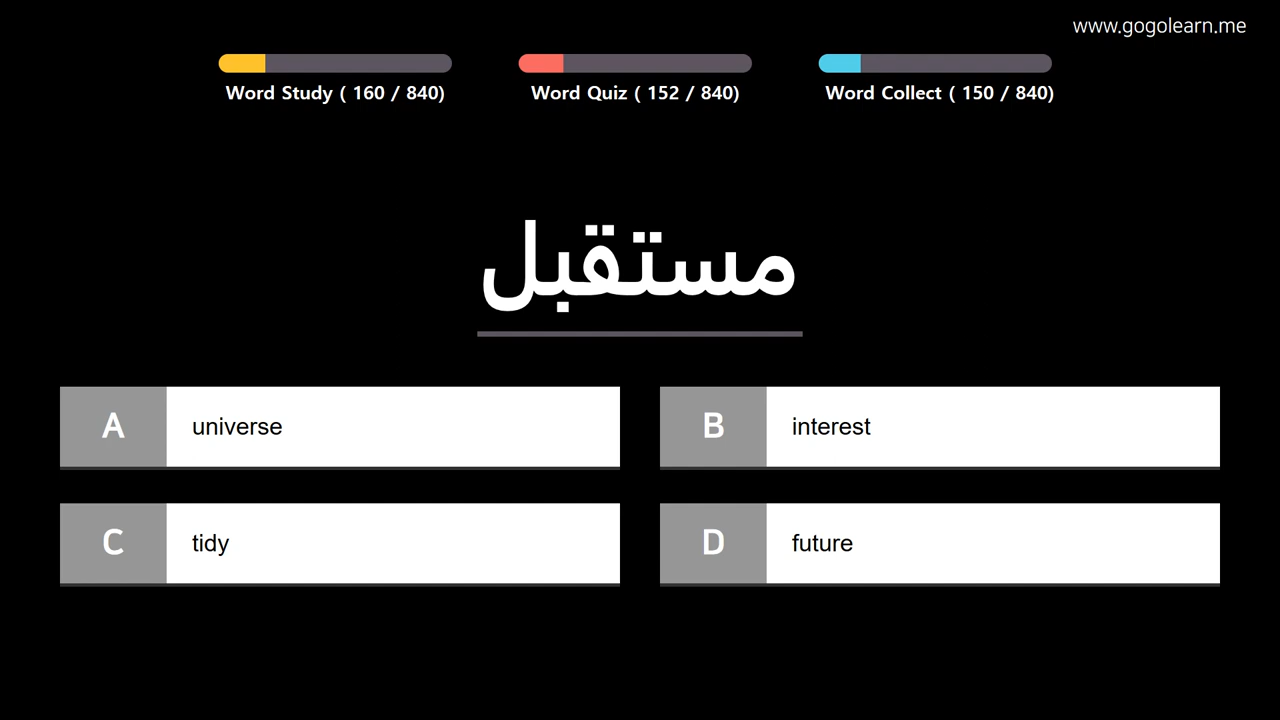 www.gogolearn.me
Word Study ( 160 / 840)
Word Quiz ( 152 / 840)
Word Collect ( 150 / 840)
مستقبل
A universe
B interest
C tidy
D future